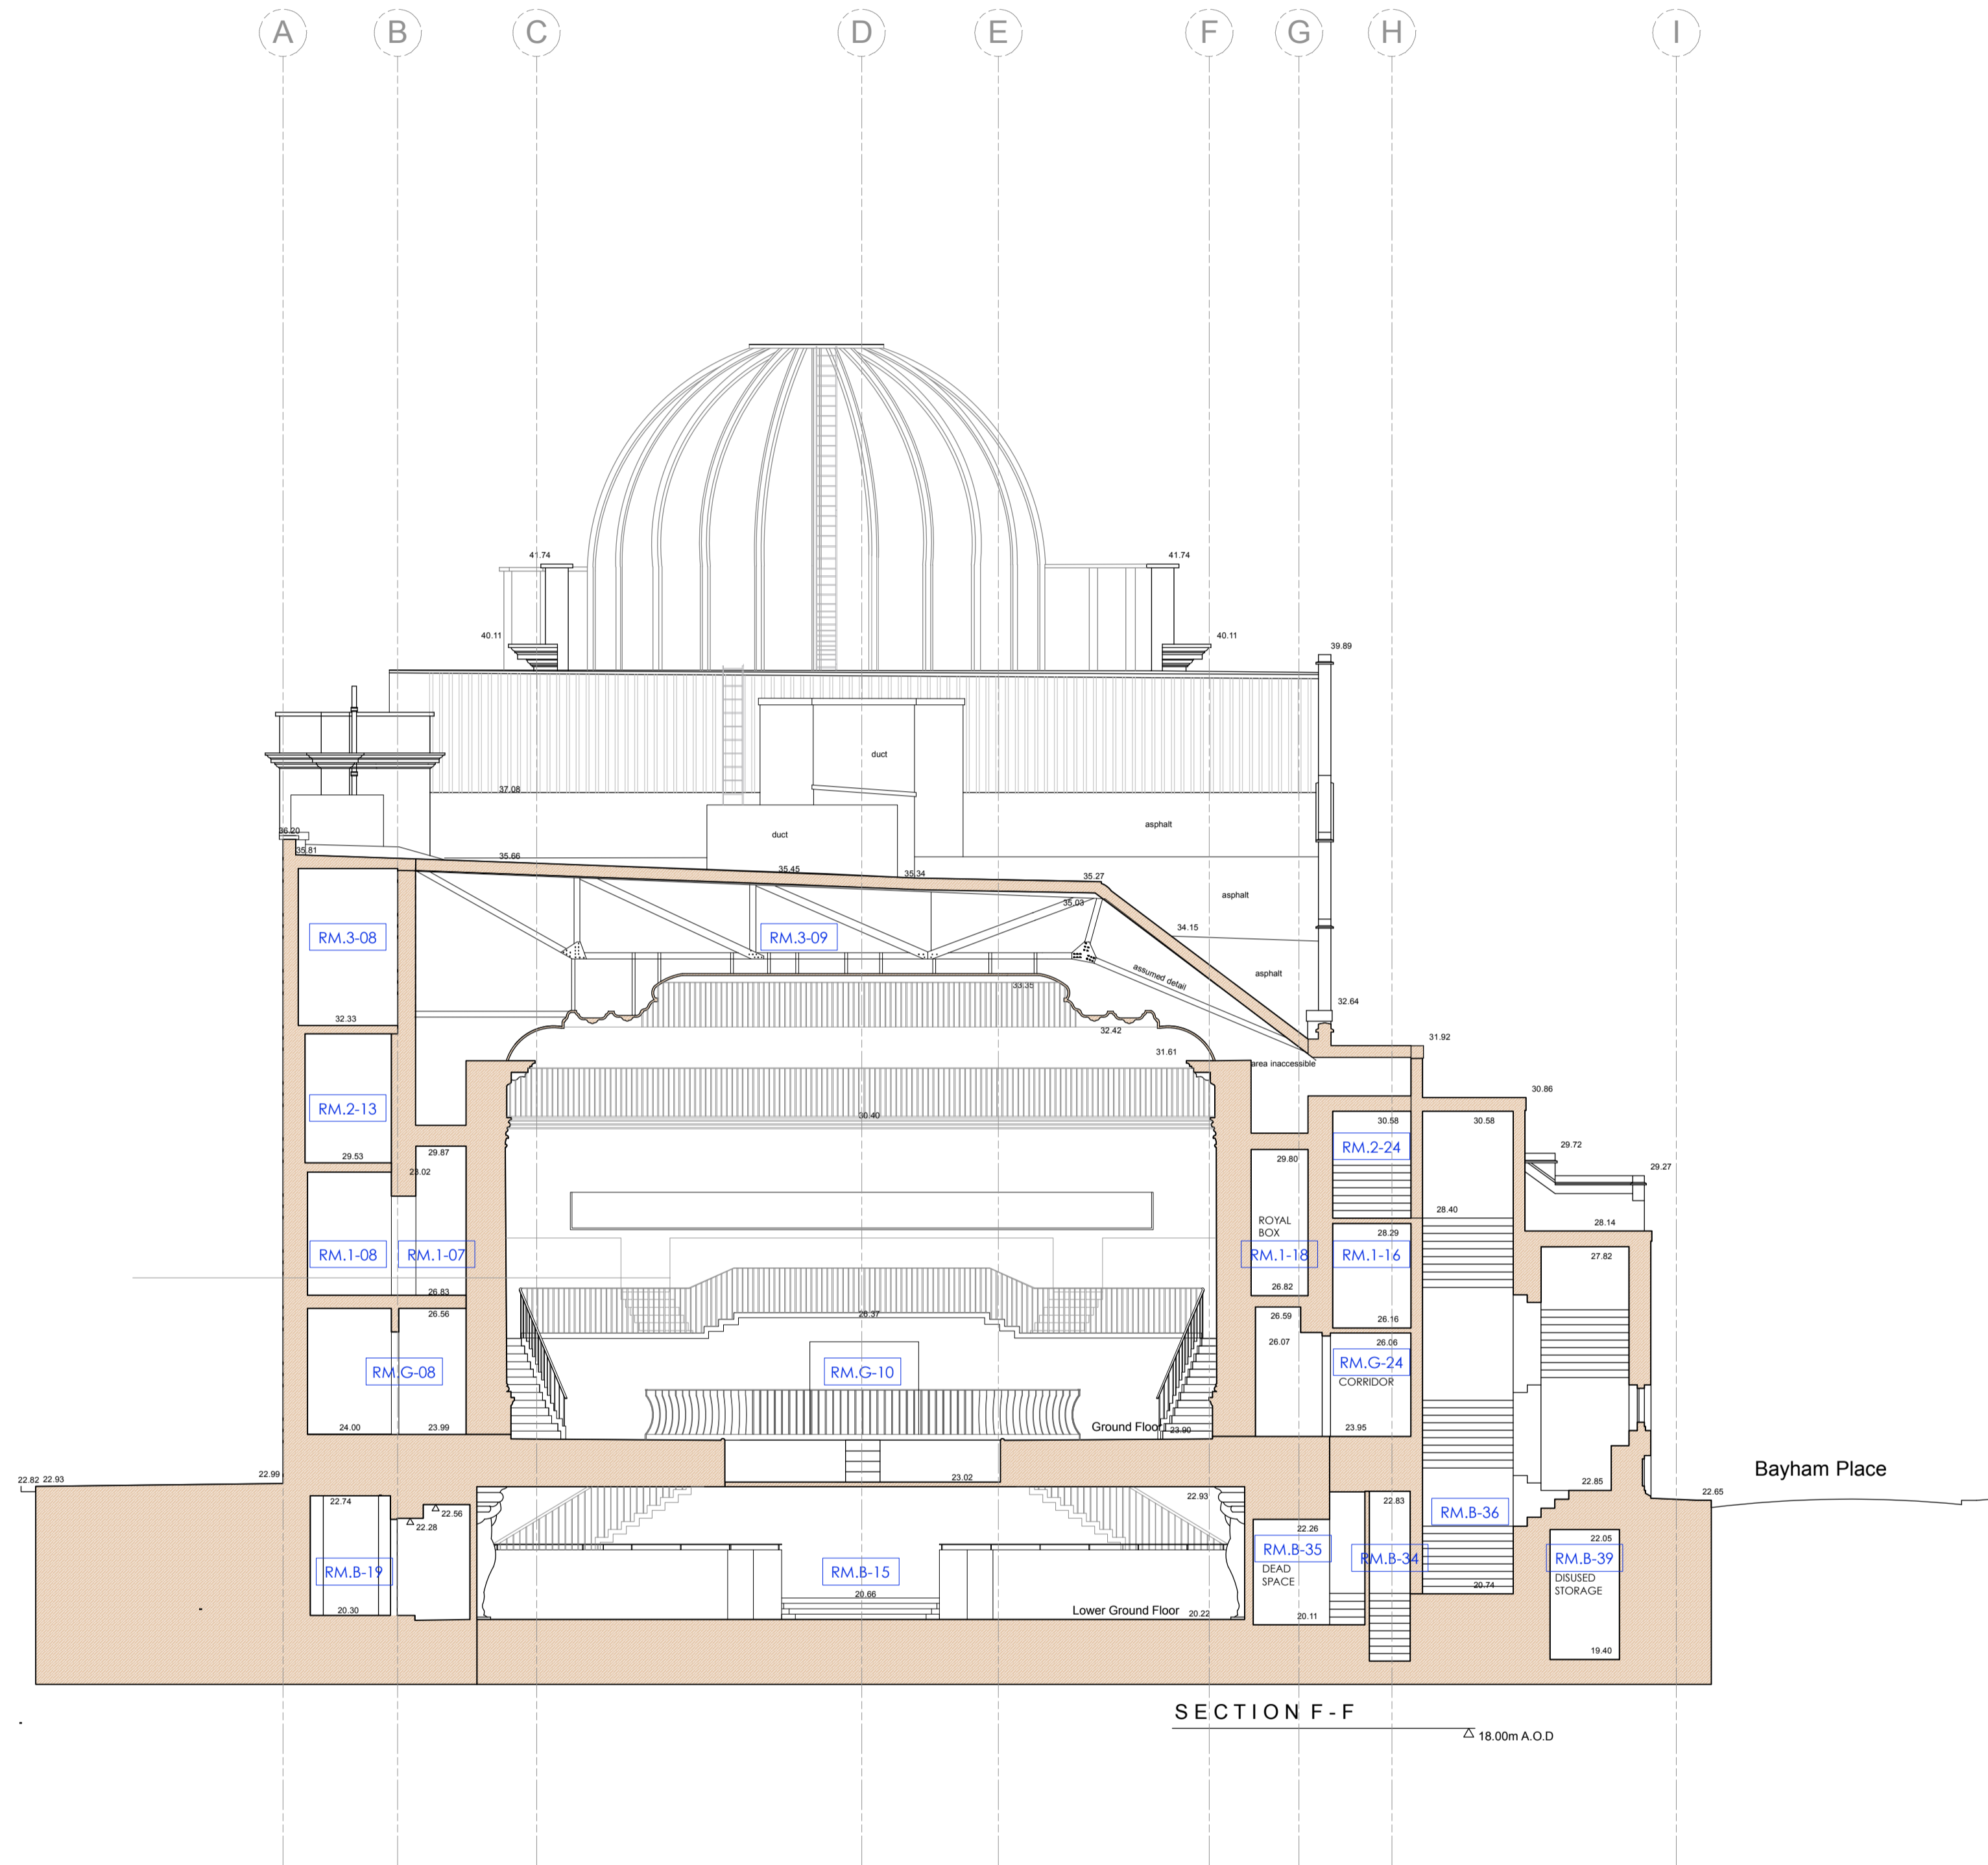 A B C D E F G H I
41.74 41.74
40.11 40.11
39.89
duct
37.08
asphalt
36.20
duct
35.81
35.66
35.45
35.34
35.27
asphalt
35.03
34.15
RM.3-08
RM.3-09
assumed detail
asphalt
33.35
32.64
32.33
32.42
31.92
31.61
area inaccessible
30.86
RM.2-13
30.40
30.58 30.58
29.72
RM.2-24
29.53
29.87
29.80
29.27
23.02
28.40
ROYAL
BOX
28.14
28.29
RM.1-08 RM.1-07
RM.1-18 RM.1-16
27.82
26.83
26.82
26.56
26.37
26.59
26.16
26.07
26.06
RM.G-08
RM.G-10
RM.G-24
CORRIDOR
24.00 23.99
Ground Floor 23.90
23.95
22.82 22.93
22.99
23.02
22.85
Bayham Place
22.65
22.74
22.56
22.28
22.93
22.83
RM.B-36
22.26
22.05
RM.B-19
RM.B-15
RM.B-35
DEAD
SPACE
RM.B-34
RM.B-39
DISUSED
STORAGE
20.66
20.74
20.30
Lower Ground Floor 20.22
20.11
19.40
SECTION F-F
18.00m A.O.D